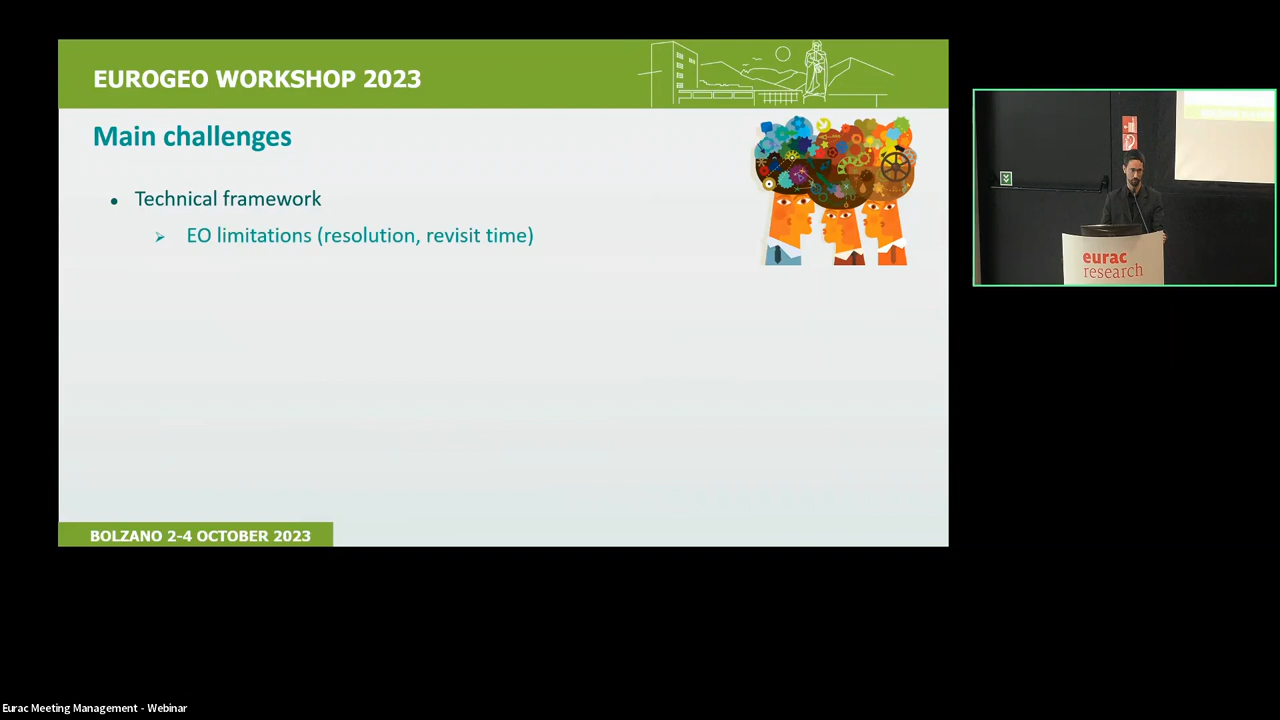 EUROGEO WORKSHOP 2023
Main challenges
• Technical framework
➢ EO limitations (resolution, revisit time)
BOLZANO 2-4 OCTOBER 2023
eurac
research
Eurac Meeting Management - Webinar